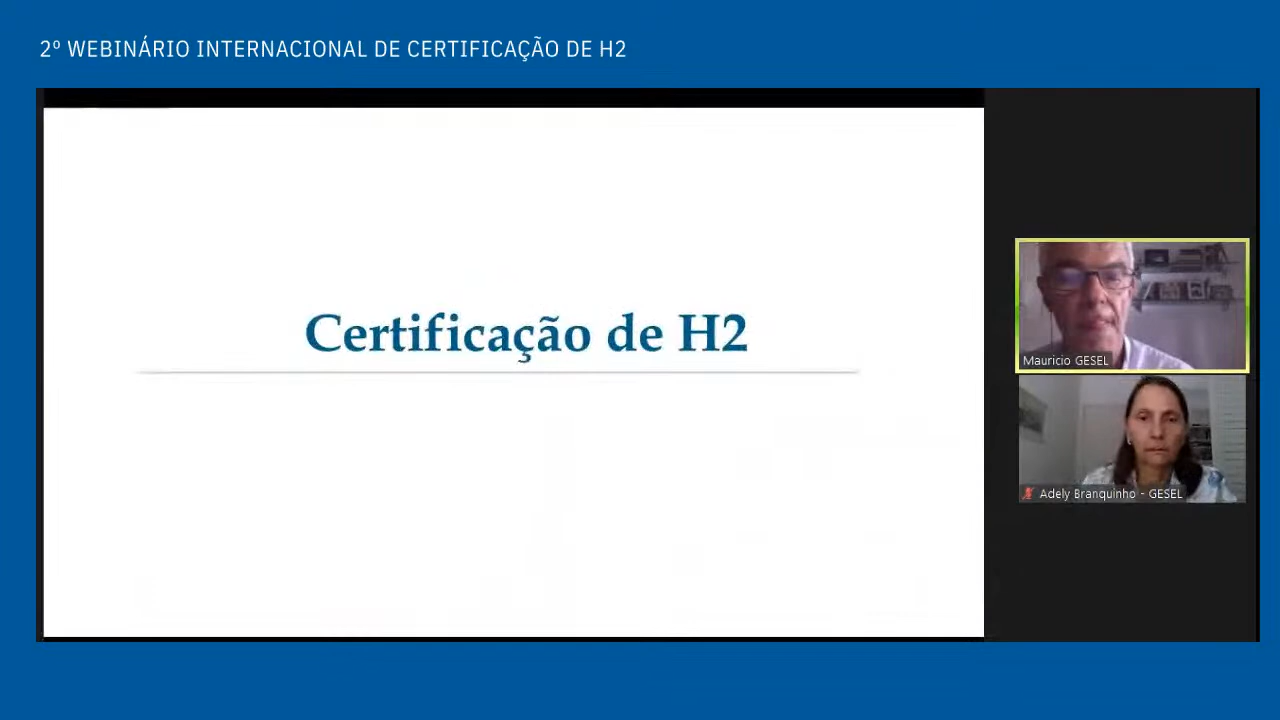 2º WEBINÁRIO INTERNACIONAL DE CERTIFICAÇÃO DE H2
Certificação de H2
Mauricio GESEL
Adely Branquinho - GESEL